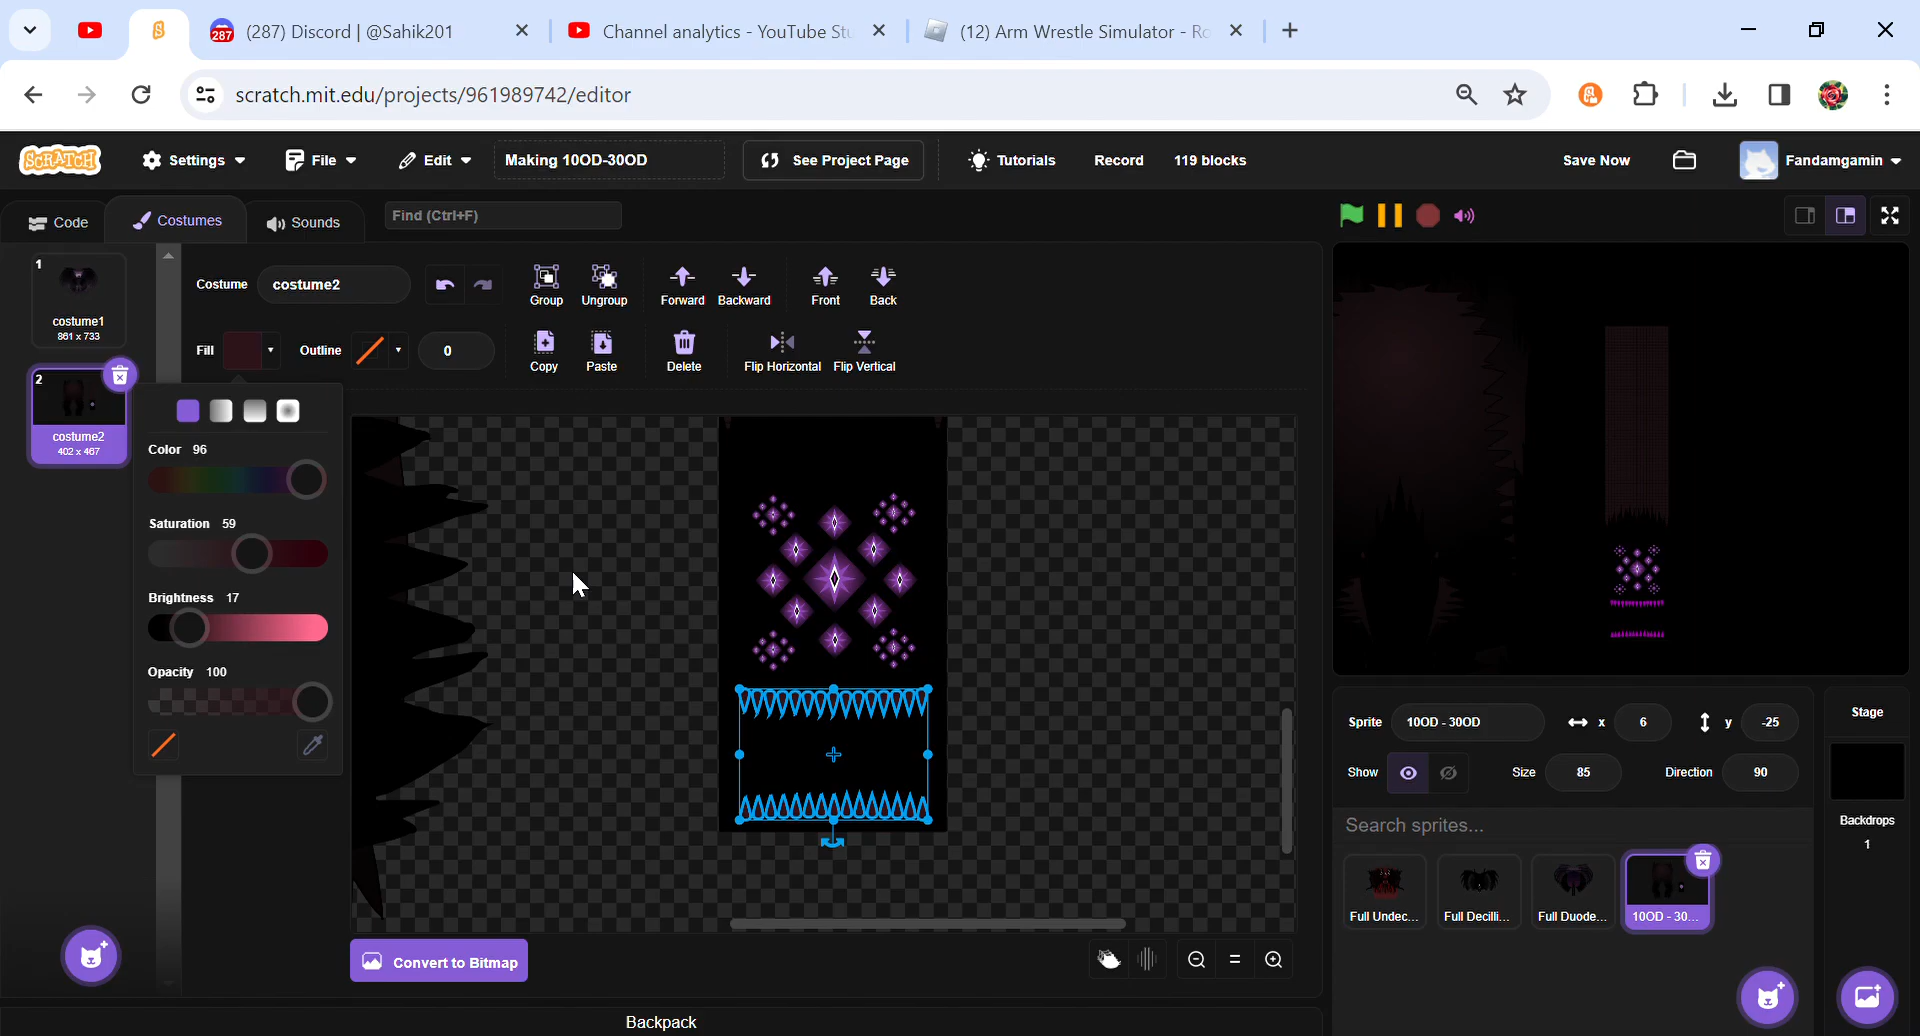 287
(287) Discord | @Sahik201
Channel analytics - YouTube Stu
(12) Arm Wrestle Simulator - Ro
scratch.mit.edu/projects/961989742/editor
SCRATCH
Settings
File
Edit
Making 10OD-30OD
See Project Page
Tutorials
Record
119 blocks
Save Now
Fandamgamin
Code
Costumes
Sounds
Find (Ctrl+F)
1
costume1
861 x 733
2
costume2
402 x 467
Costume
costume2
Group
Ungroup
Forward
Backward
Front
Back
Fill
Outline
0
Copy
Paste
Delete
Flip Horizontal
Flip Vertical
Color 96
Saturation 59
Brightness 17
Opacity 100
Convert to Bitmap
Backpack
Sprite
10OD - 30OD
x
6
y
-25
Show
Size
85
Direction
90
Search sprites...
Full Undec...
Full Decilli...
Full Duode...
10OD - 30...
Stage
Backdrops
1